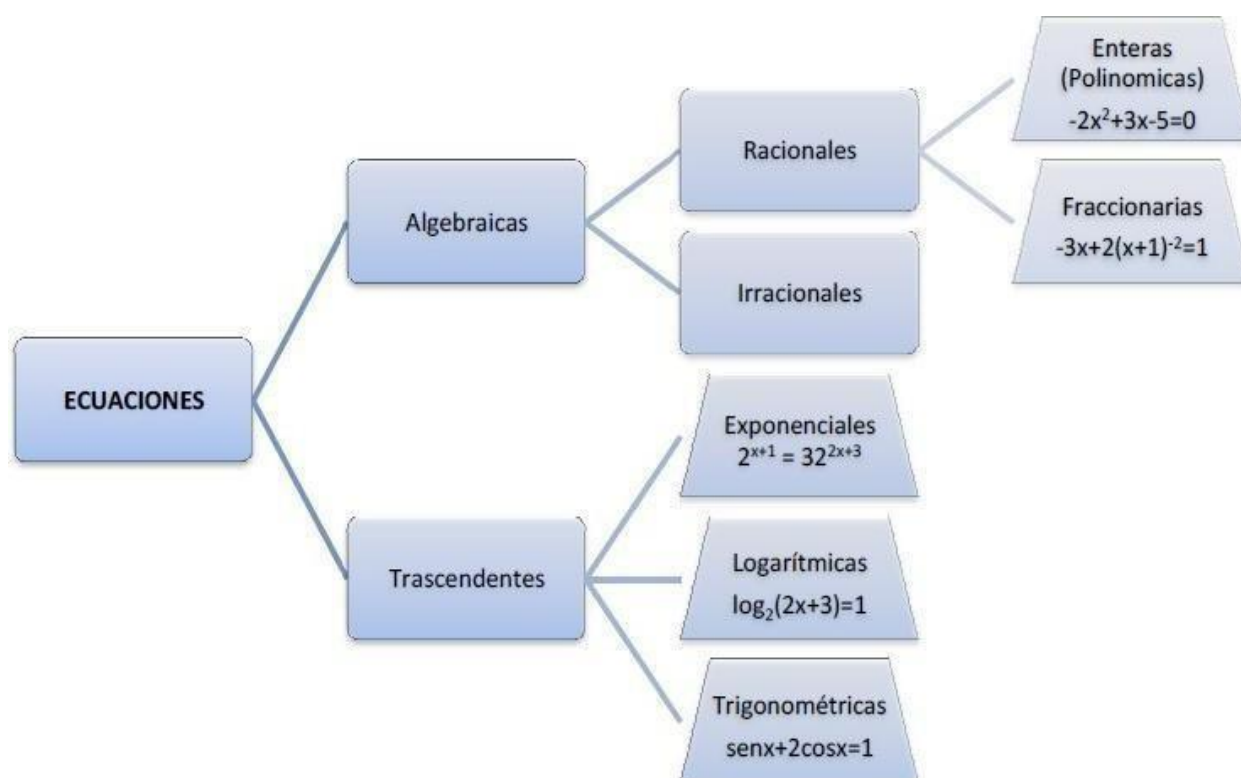 Enteras
(Polinomicas)
-2x²+3x-5=0
Racionales
Fraccionarias
-3x+2(x+1)⁻²=1
Algebraicas
Irracionales
ECUACIONES
Exponenciales
2ˣ⁺¹ = 32²ˣ⁺³
Trascendentes
Logarítmicas
log₂(2x+3)=1
Trigonométricas
senx+2cosx=1